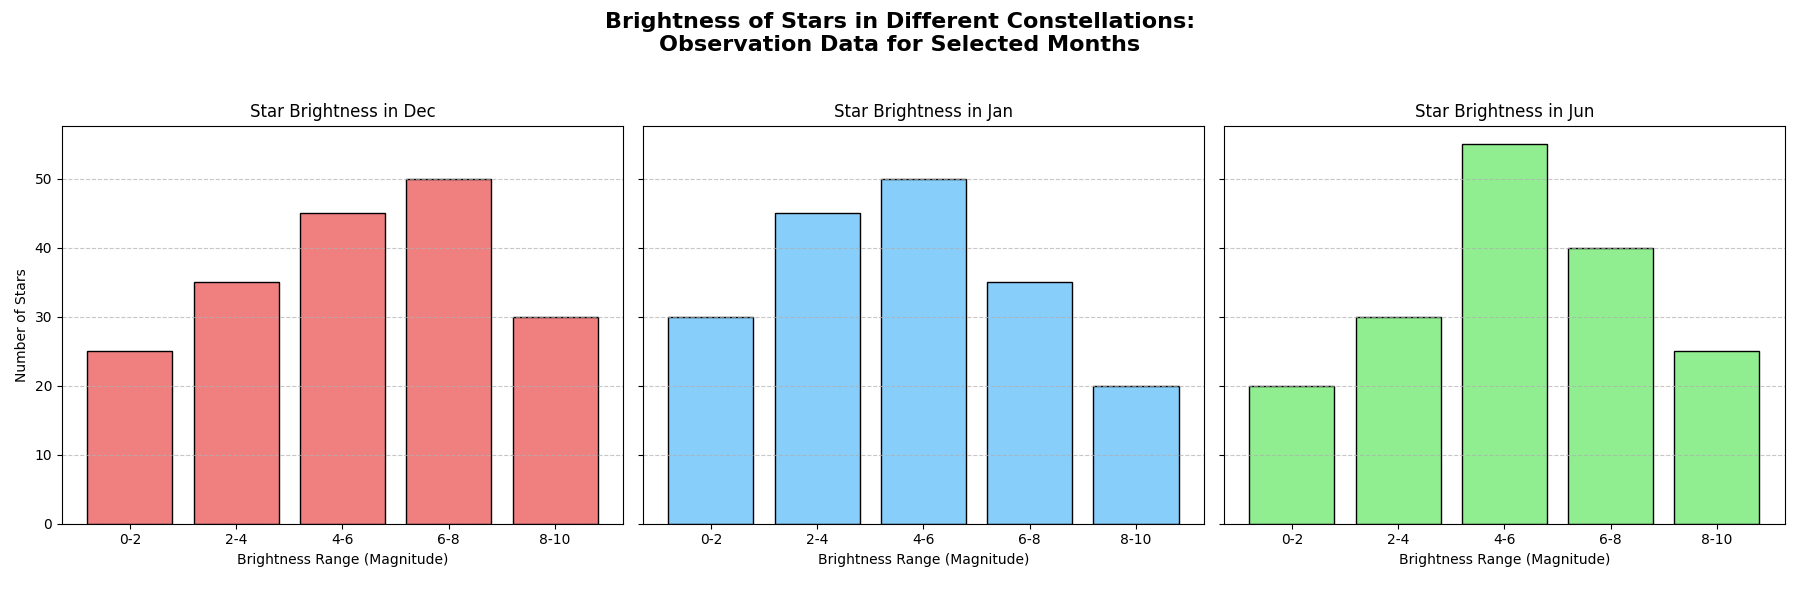 Brightness of Stars in Different Constellations:
Observation Data for Selected Months
Star Brightness in Dec
Number of Stars
50
40
30
20
10
0
0-2 2-4 4-6 6-8 8-10
Brightness Range (Magnitude)
Star Brightness in Jan
0-2 2-4 4-6 6-8 8-10
Brightness Range (Magnitude)
Star Brightness in Jun
0-2 2-4 4-6 6-8 8-10
Brightness Range (Magnitude)